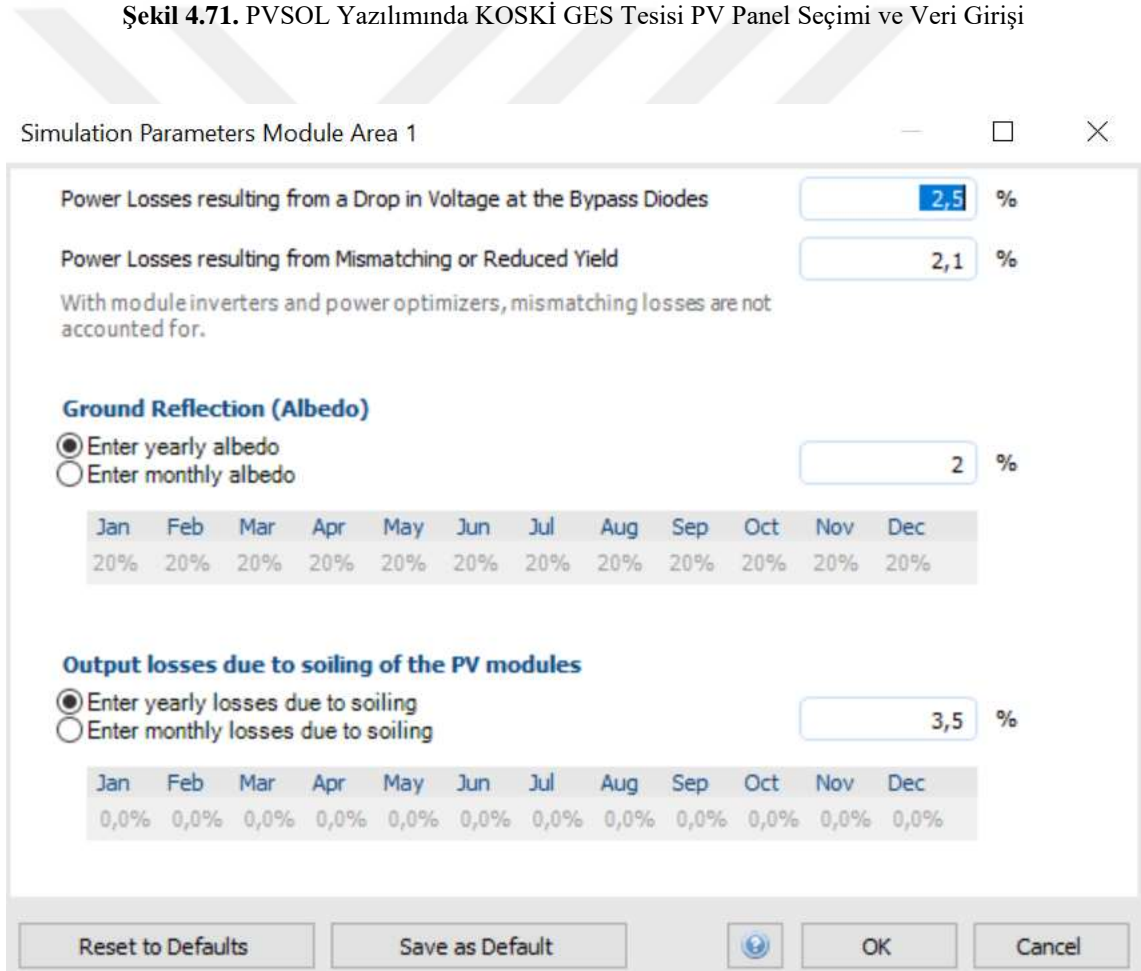 Şekil 4.71. PVSOL Yazılımında KOSKİ GES Tesisi PV Panel Seçimi ve Veri Girişi
Simulation Parameters Module Area 1
Power Losses resulting from a Drop in Voltage at the Bypass Diodes 2,5 %
Power Losses resulting from Mismatching or Reduced Yield 2,1 %
With module inverters and power optimizers, mismatching losses are not
accounted for.
Ground Reflection (Albedo)
Enter yearly albedo
Enter monthly albedo
2 %
Jan Feb Mar Apr May Jun Jul Aug Sep Oct Nov Dec
20% 20% 20% 20% 20% 20% 20% 20% 20% 20% 20% 20%
Output losses due to soiling of the PV modules
Enter yearly losses due to soiling
Enter monthly losses due to soiling
3,5 %
Jan Feb Mar Apr May Jun Jul Aug Sep Oct Nov Dec
0,0% 0,0% 0,0% 0,0% 0,0% 0,0% 0,0% 0,0% 0,0% 0,0% 0,0% 0,0%
Reset to Defaults Save as Default OK Cancel